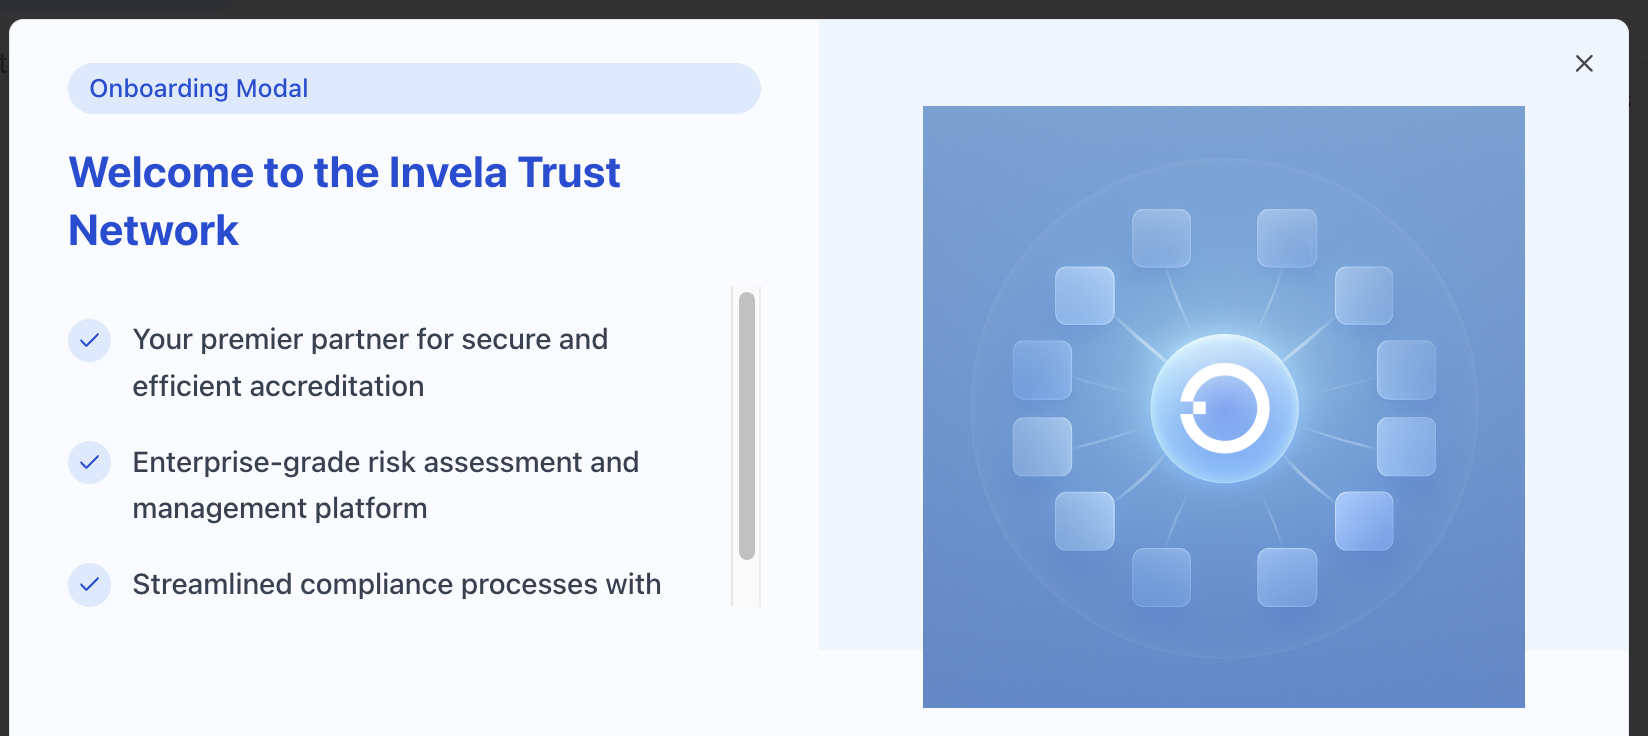 Onboarding Modal
Welcome to the Invela Trust
Network
Your premier partner for secure and
efficient accreditation
Enterprise-grade risk assessment and
management platform
Streamlined compliance processes with